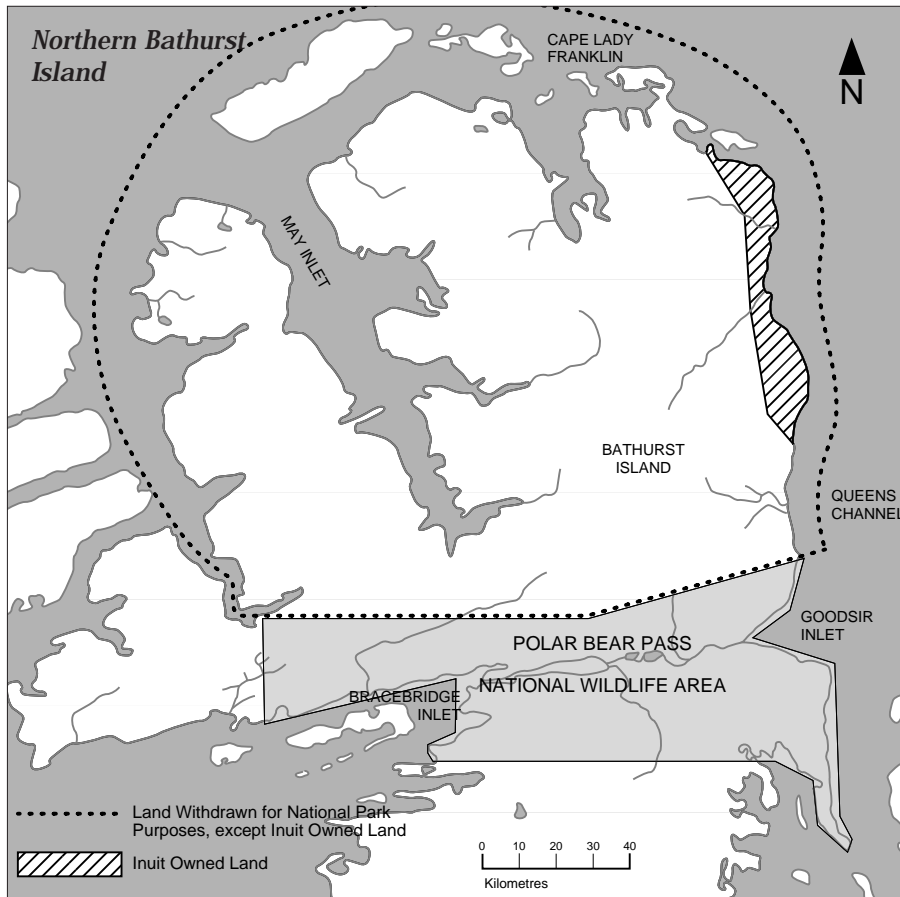 Northern Bathurst
Island
CAPE LADY
FRANKLIN
N
MAY INLET
BATHURST
ISLAND
QUEENS
CHANNEL
GOODSIR
INLET
POLAR BEAR PASS
NATIONAL WILDLIFE AREA
BRACEBRIDGE
INLET
Land Withdrawn for National Park
Purposes, except Inuit Owned Land
Inuit Owned Land
0 10 20 30 40
Kilometres